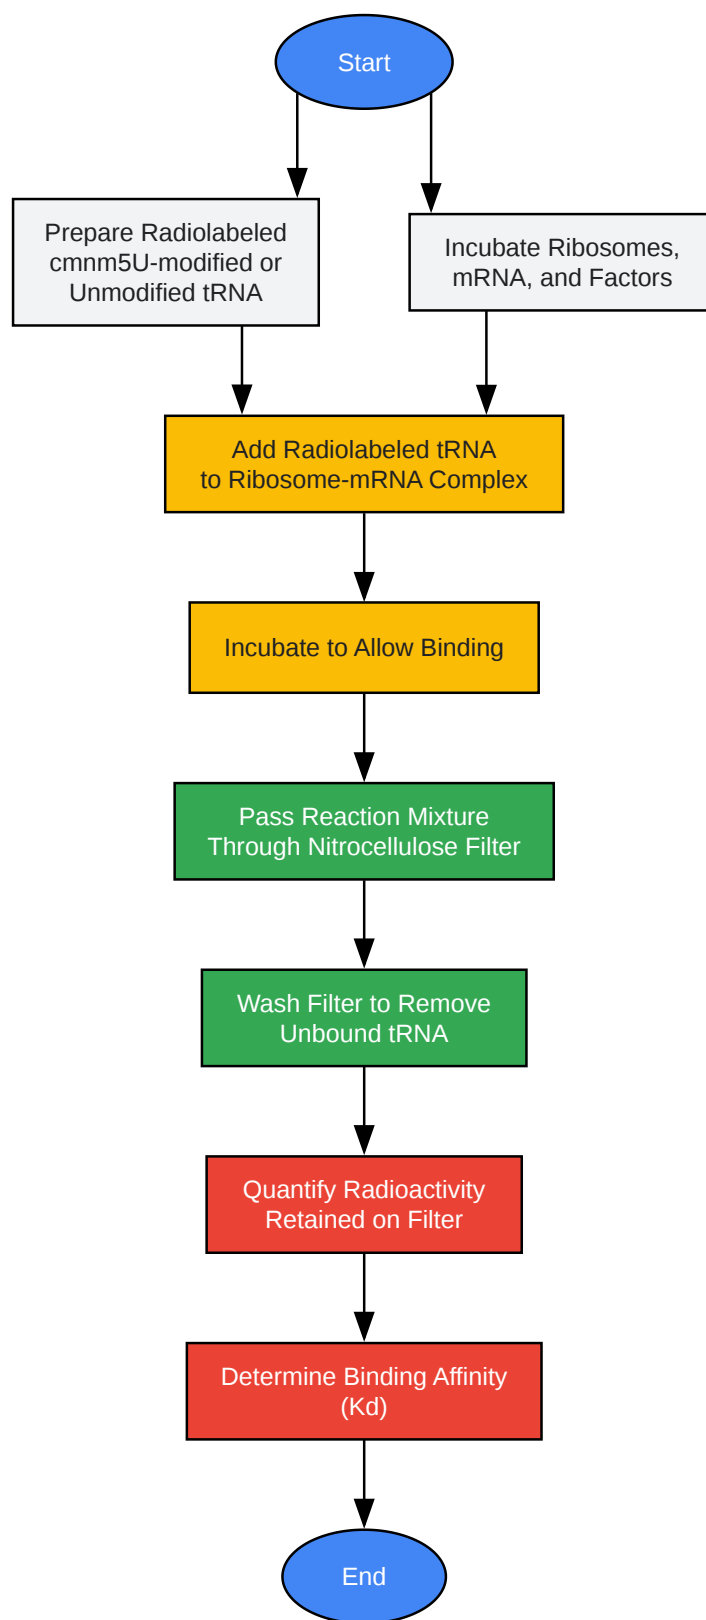 Start
Prepare Radiolabeled
cmnm5U-modified or
Unmodified tRNA
Incubate Ribosomes,
mRNA, and Factors
Add Radiolabeled tRNA
to Ribosome-mRNA Complex
Incubate to Allow Binding
Pass Reaction Mixture
Through Nitrocellulose Filter
Wash Filter to Remove
Unbound tRNA
Quantify Radioactivity
Retained on Filter
Determine Binding Affinity
(Kd)
End